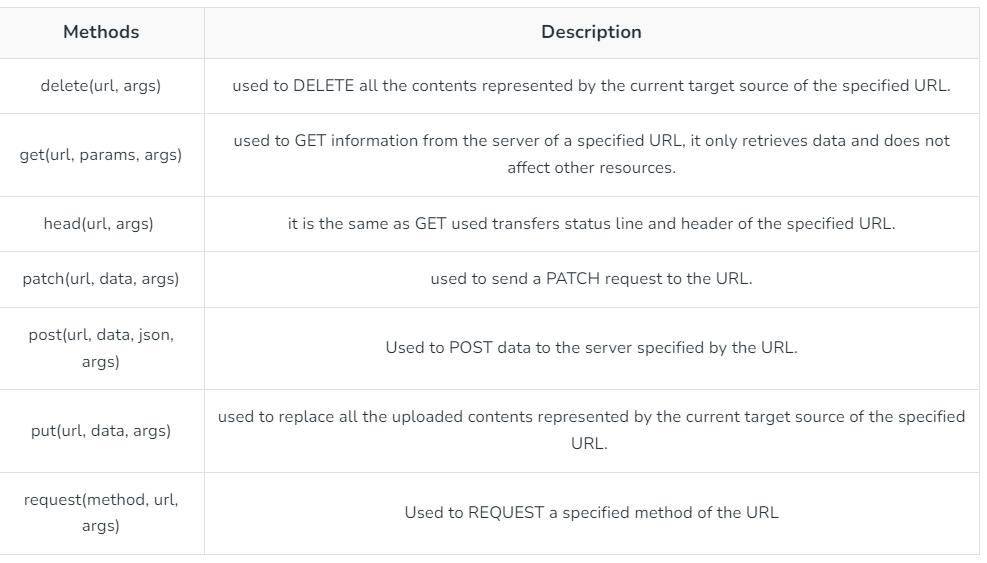 Methods
Description
delete(url, args)
used to DELETE all the contents represented by the current target source of the specified URL.
get(url, params, args)
used to GET information from the server of a specified URL, it only retrieves data and does not
affect other resources.
head(url, args)
it is the same as GET used transfers status line and header of the specified URL.
patch(url, data, args)
used to send a PATCH request to the URL.
post(url, data, json,
args)
Used to POST data to the server specified by the URL.
put(url, data, args)
used to replace all the uploaded contents represented by the current target source of the specified
URL.
request(method, url,
args)
Used to REQUEST a specified method of the URL